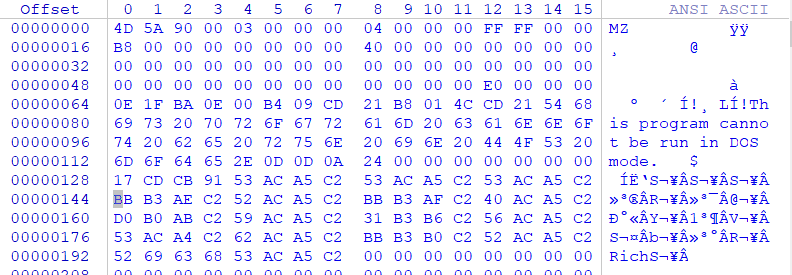 Offset 0 1 2 3 4 5 6 7 8 9 10 11 12 13 14 15 ANSI ASCII
00000000 4D 5A 90 00 03 00 00 00 04 00 00 00 FF FF 00 00 MZ ÿÿ
00000016 B8 00 00 00 00 00 00 00 40 00 00 00 00 00 00 00 ¸ @
00000032 00 00 00 00 00 00 00 00 00 00 00 00 00 00 00 00
00000048 00 00 00 00 00 00 00 00 00 00 00 00 E0 00 00 00 à
00000064 0E 1F BA 0E 00 B4 09 CD 21 B8 01 4C CD 21 54 68 º ´ Í!¸ LÍ!Th
00000080 69 73 20 70 72 6F 67 72 61 6D 20 63 61 6E 6E 6F is program canno
00000096 74 20 62 65 20 72 75 6E 20 69 6E 20 44 4F 53 20 t be run in DOS
00000112 6D 6F 64 65 2E 0D 0D 0A 24 00 00 00 00 00 00 00 mode. $
00000128 17 CD CB 91 53 AC A5 C2 53 AC A5 C2 53 AC A5 C2 ÍË‘S¬¥ÂS¬¥ÂS¬¥Â
00000144 BB B3 AE C2 52 AC A5 C2 BB B3 AF C2 40 AC A5 C2 »³®ÂR¬¥Â»³¯Â@¬¥Â
00000160 D0 B0 AB C2 59 AC A5 C2 31 B3 B6 C2 56 AC A5 C2 а«ÂY¬¥Â1³¶ÂV¬¥Â
00000176 53 AC A4 C2 62 AC A5 C2 BB B3 B0 C2 52 AC A5 C2 S¬¤Âb¬¥Â»³°ÂR¬¥Â
00000192 52 69 63 68 53 AC A5 C2 00 00 00 00 00 00 00 00 RichS¬¥Â